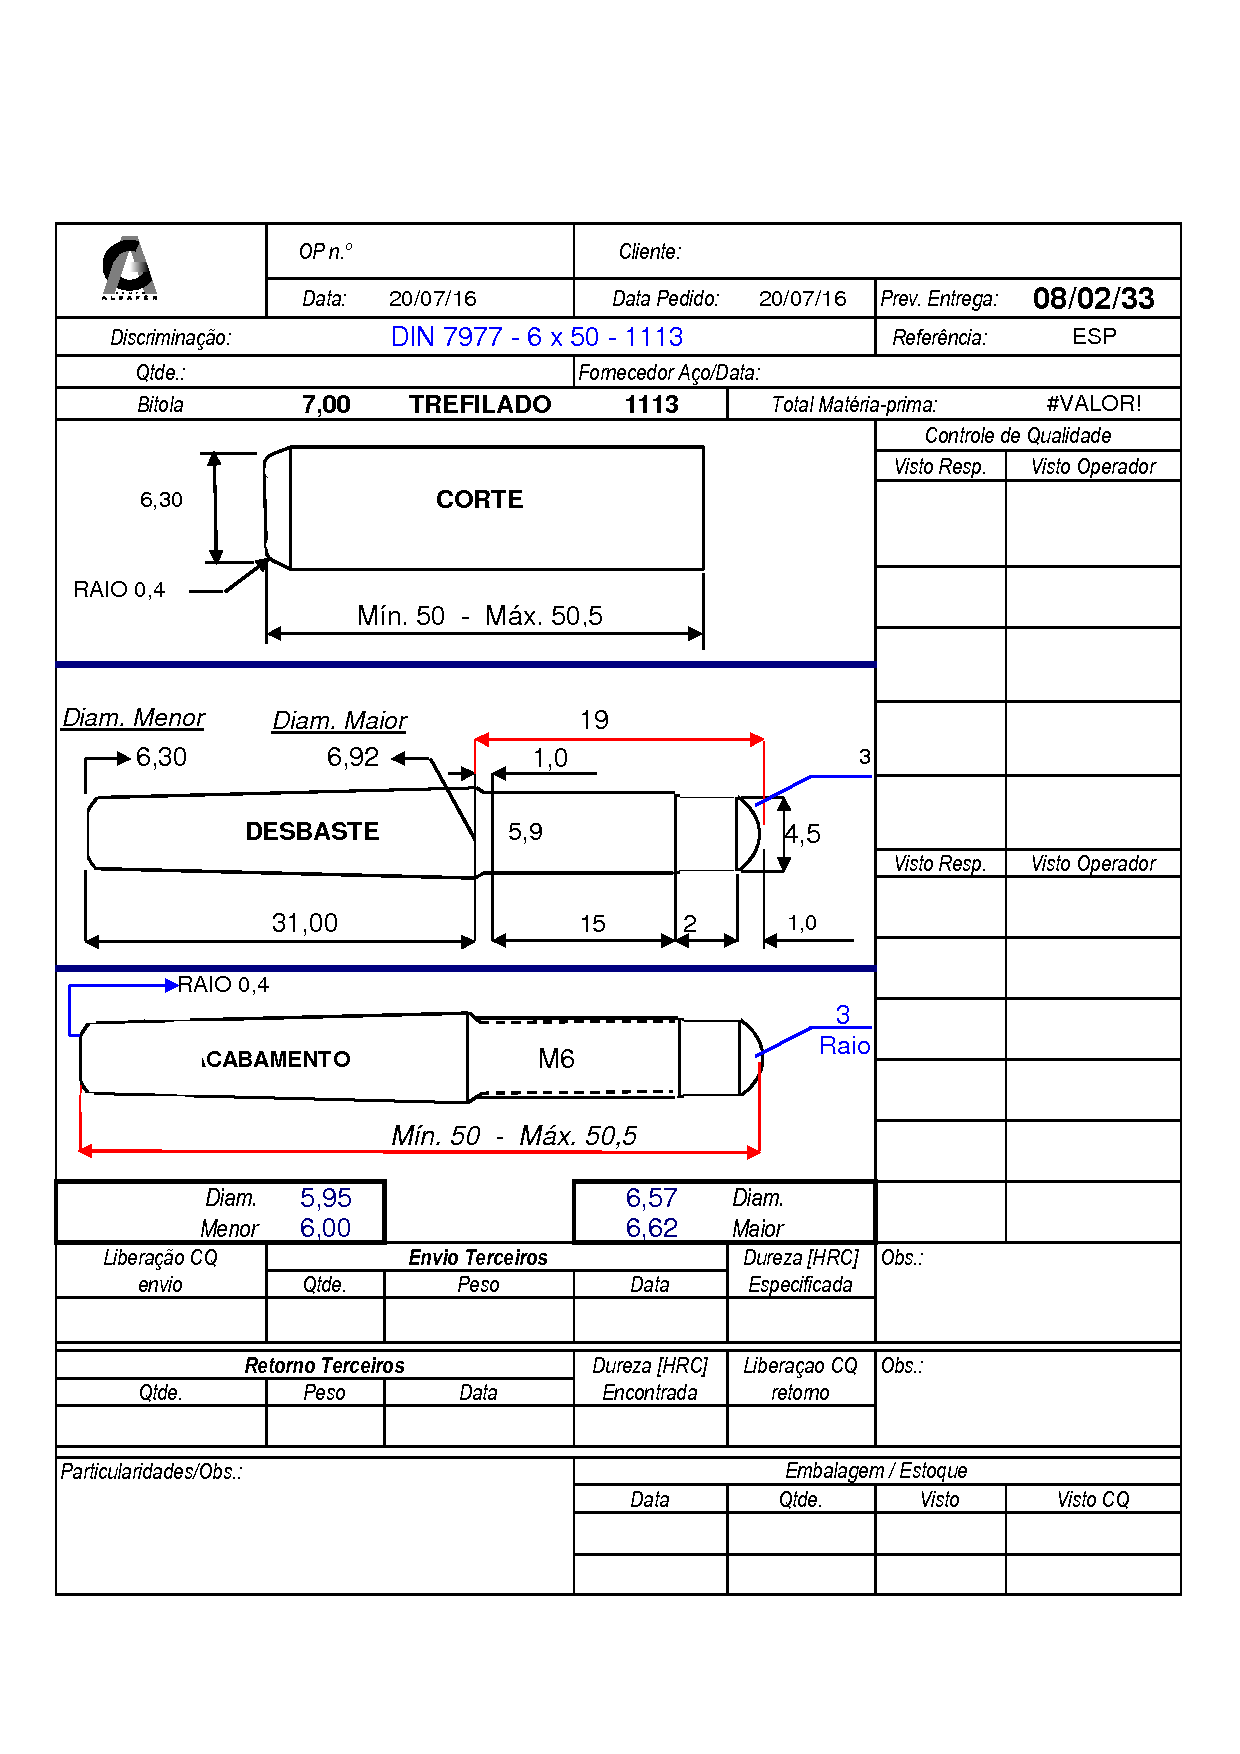 ALBAFER
OP n.º
Cliente:
Data: 20/07/16
Data Pedido: 20/07/16
Prev. Entrega: 08/02/33
Discriminação: DIN 7977 - 6 x 50 - 1113
Referência: ESP
Qtde.:
Fornecedor Aço/Data:
Bitola 7,00 TREFILADO 1113
Total Matéria-prima: #VALOR!
Controle de Qualidade
Visto Resp. Visto Operador
6,30
CORTE
RAIO 0,4
Mín. 50 - Máx. 50,5
Diam. Menor Diam. Maior 19
6,30 6,92 1,0 3
DESBASTE 5,9 4,5
Visto Resp. Visto Operador
31,00 15 2 1,0
RAIO 0,4
3
Raio
ACABAMENTO M6
Mín. 50 - Máx. 50,5
Diam. 5,95 6,57 Diam.
Menor 6,00 6,62 Maior
Liberação CQ Envio Terceiros Dureza [HRC] Obs.:
envio Qtde. Peso Data Especificada
Retorno Terceiros Dureza [HRC] Liberaçao CQ Obs.:
Qtde. Peso Data Encontrada retorno
Particularidades/Obs.: Embalagem / Estoque
Data Qtde. Visto Visto CQ